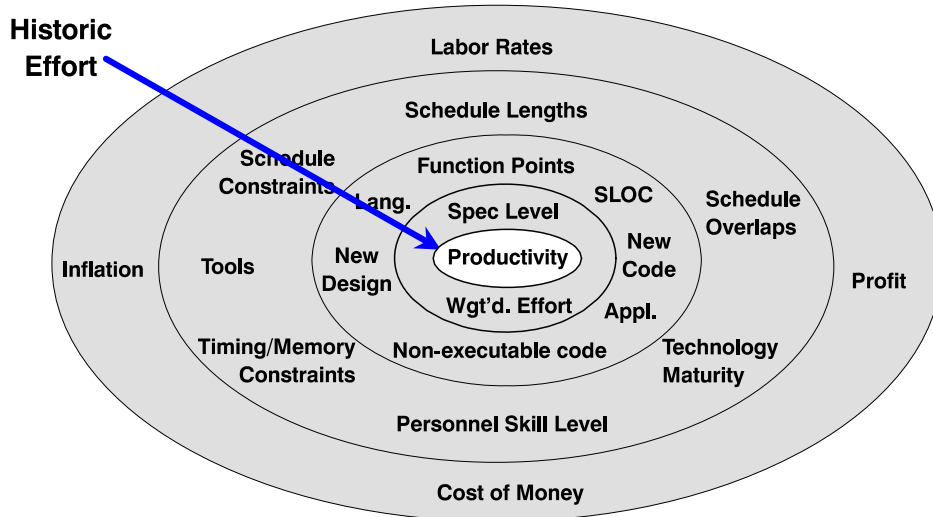 Historic
Effort
Labor Rates
Schedule Lengths
Schedule
Constraints
Function Points
Lang.
SLOC
Spec Level
Schedule
Overlaps
Inflation
Tools
New
Design
Productivity
New
Code
Profit
Wgt'd. Effort
Appl.
Timing/Memory
Constraints
Non-executable code
Technology
Maturity
Personnel Skill Level
Cost of Money